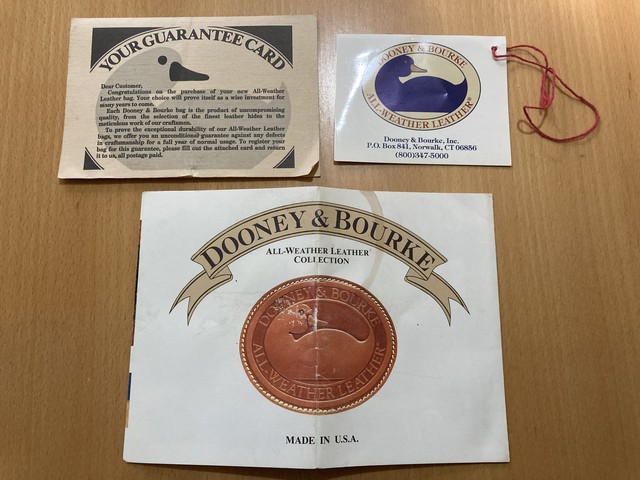 YOUR GUARANTEE CARD
Dear Customer,
Congratulations on the purchase of your new All-Weather
Leather bag. Your choice will prove itself as a wise investment for
many years to come.
Each Dooney & Bourke bag is the product of uncompromising
quality, from the selection of the finest leather hides to the
meticulous work of our craftsmen.
To prove the exceptional durability of our All-Weather Leather
bags, we offer you an unconditional guarantee against any defects
in craftsmanship for a full year of normal usage. To register your
bag for this guarantee, please fill out the attached card and return
it to us, all postage paid.
DOONEY & BOURKE
ALL-WEATHER LEATHER®
Dooney & Bourke, Inc.
P.O. Box 841, Norwalk, CT 06856
(800)347-5000
DOONEY & BOURKE
ALL-WEATHER LEATHER®
COLLECTION
DOONEY & BOURKE
ALL-WEATHER LEATHER
MADE IN U.S.A.